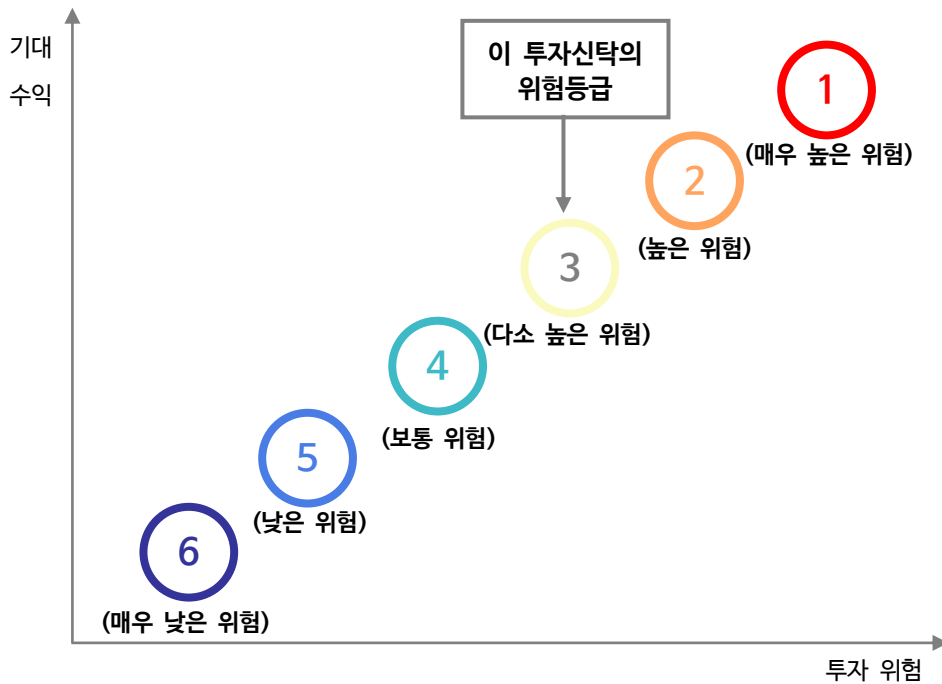 기대
수익
이 투자신탁의
위험등급
1
(매우 높은 위험)
2
(높은 위험)
3
(다소 높은 위험)
4
(보통 위험)
5
(낮은 위험)
6
(매우 낮은 위험)
투자 위험